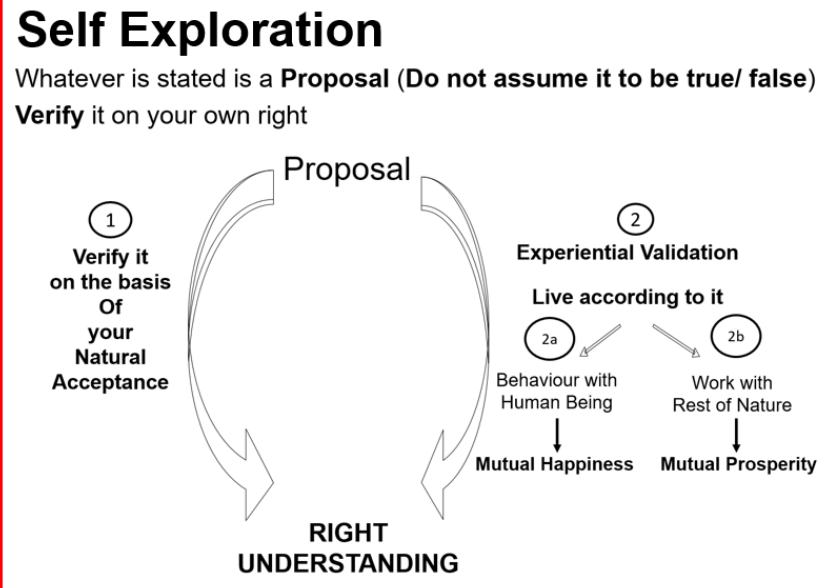 Self Exploration
Whatever is stated is a Proposal (Do not assume it to be true/ false)
Verify it on your own right
Proposal
1
Verify it
on the basis
Of
your
Natural
Acceptance
2
Experiential Validation
Live according to it
2a
Behaviour with
Human Being
Mutual Happiness
2b
Work with
Rest of Nature
Mutual Prosperity
RIGHT
UNDERSTANDING